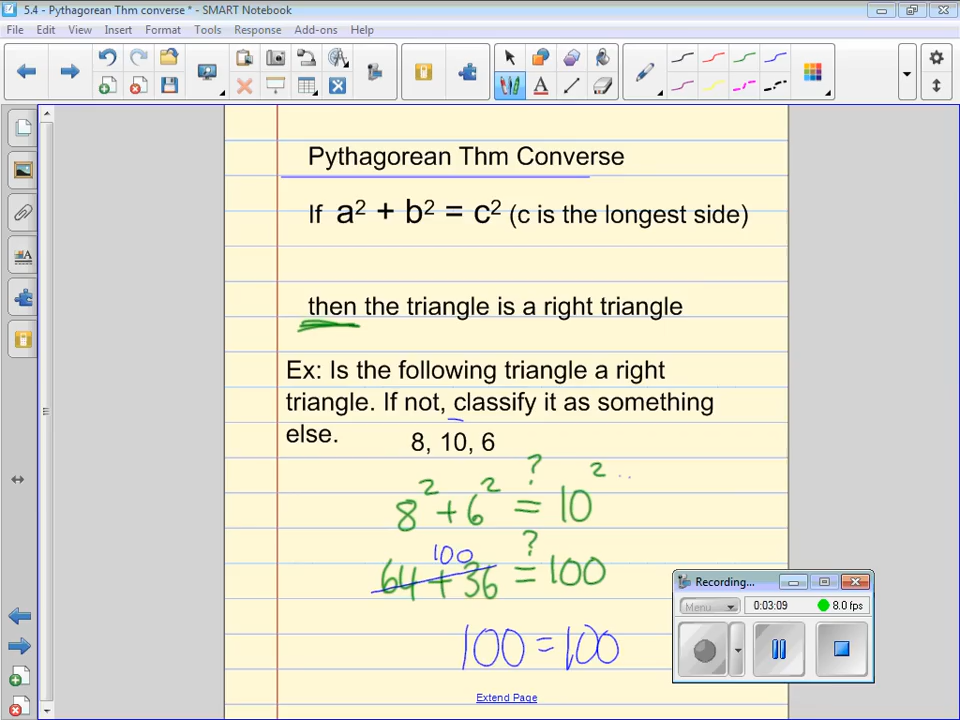 5.4 - Pythagorean Thm converse * - SMART Notebook
File Edit View Insert Format Tools Response Add-ons Help
Pythagorean Thm Converse
If a² + b² = c² (c is the longest side)
then the triangle is a right triangle
Ex: Is the following triangle a right
triangle. If not, classify it as something
else.
8, 10, 6
?
8² + 6² = 10²
100
?
64 + 36 = 100
100 = 100
Extend Page
Recording...
Menu
0:03:09
8.0 fps